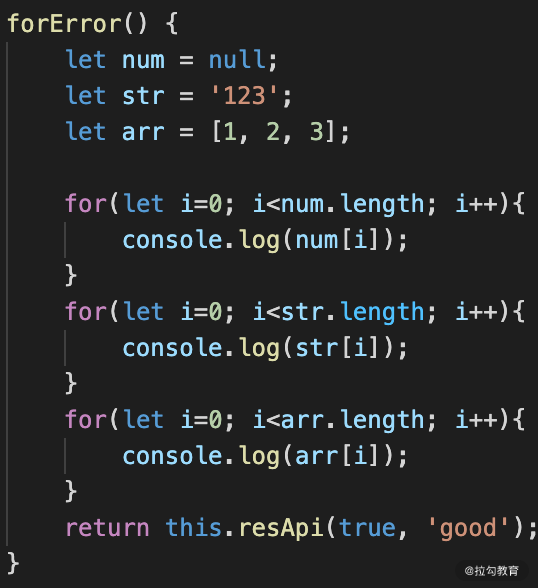 forError() {
    let num = null;
    let str = '123';
    let arr = [1, 2, 3];

    for(let i=0; i<num.length; i++){
        console.log(num[i]);
    }
    for(let i=0; i<str.length; i++){
        console.log(str[i]);
    }
    for(let i=0; i<arr.length; i++){
        console.log(arr[i]);
    }
    return this.resApi(true, 'good');
}
@拉勾教育